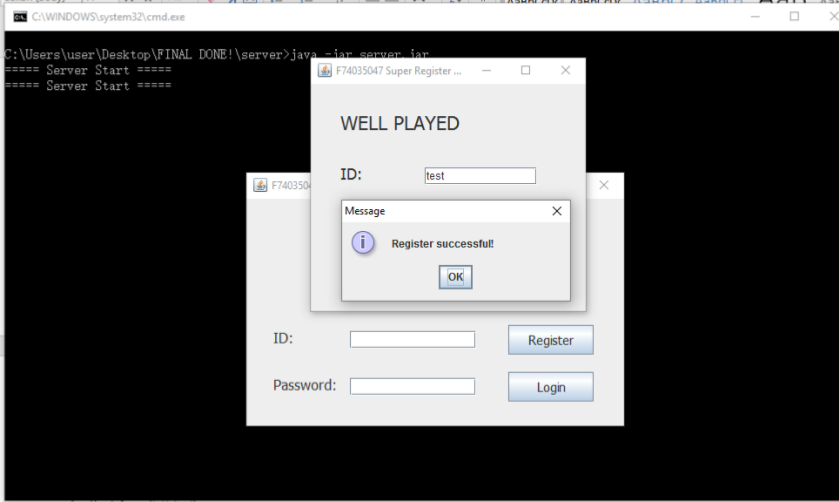 C:\WINDOWS\system32\cmd.exe
C:\Users\user\Desktop\FINAL DONE!\server>java -jar server.jar
===== Server Start =====
===== Server Start =====
F74035047 Super Register ...
WELL PLAYED
ID:
test
F740350
Message
Register successful!
OK
ID:
Register
Password:
Login